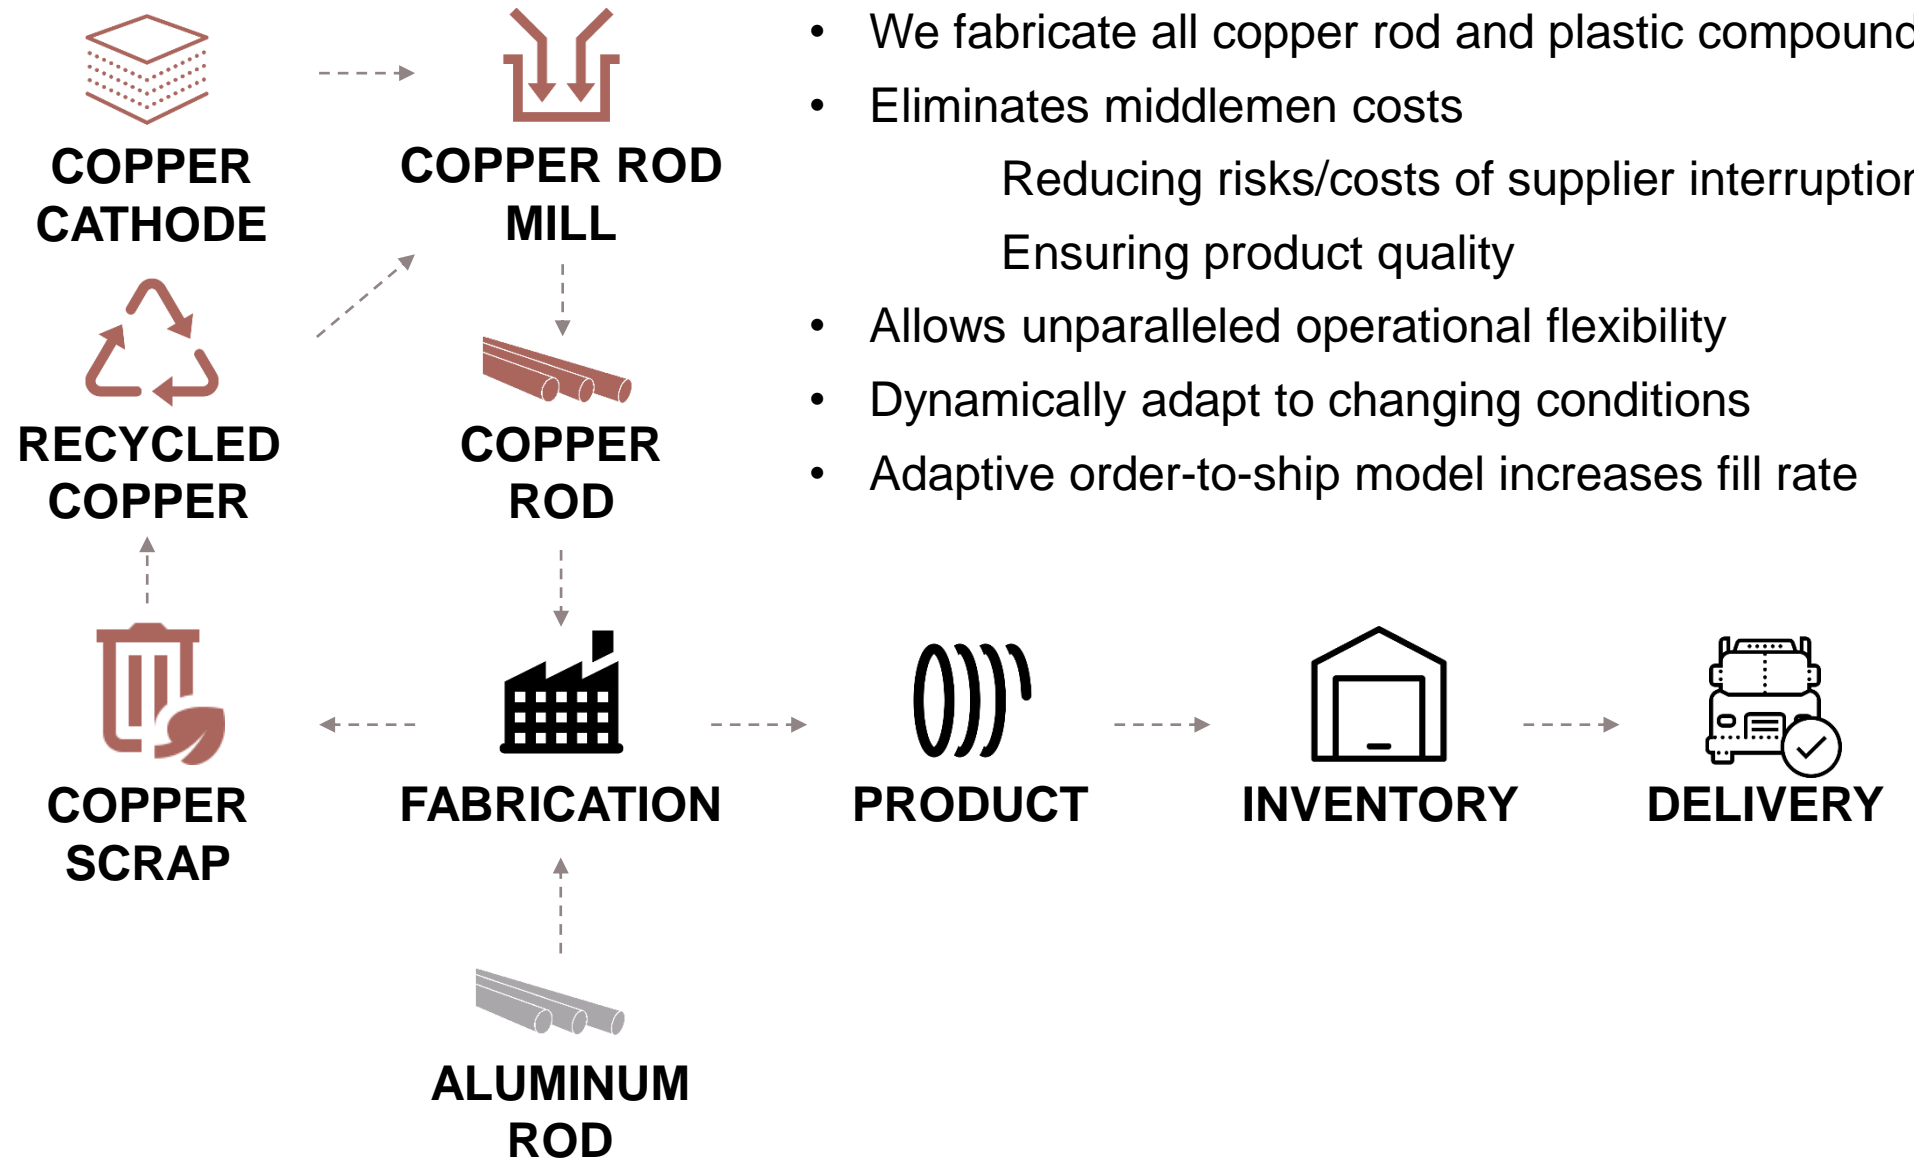 • We fabricate all copper rod and plastic compound
• Eliminates middlemen costs
Reducing risks/costs of supplier interruption
Ensuring product quality
• Allows unparalleled operational flexibility
• Dynamically adapt to changing conditions
• Adaptive order-to-ship model increases fill rate
COPPER
CATHODE
COPPER ROD
MILL
RECYCLED
COPPER
COPPER
ROD
COPPER
SCRAP
FABRICATION
PRODUCT
INVENTORY
DELIVERY
ALUMINUM
ROD